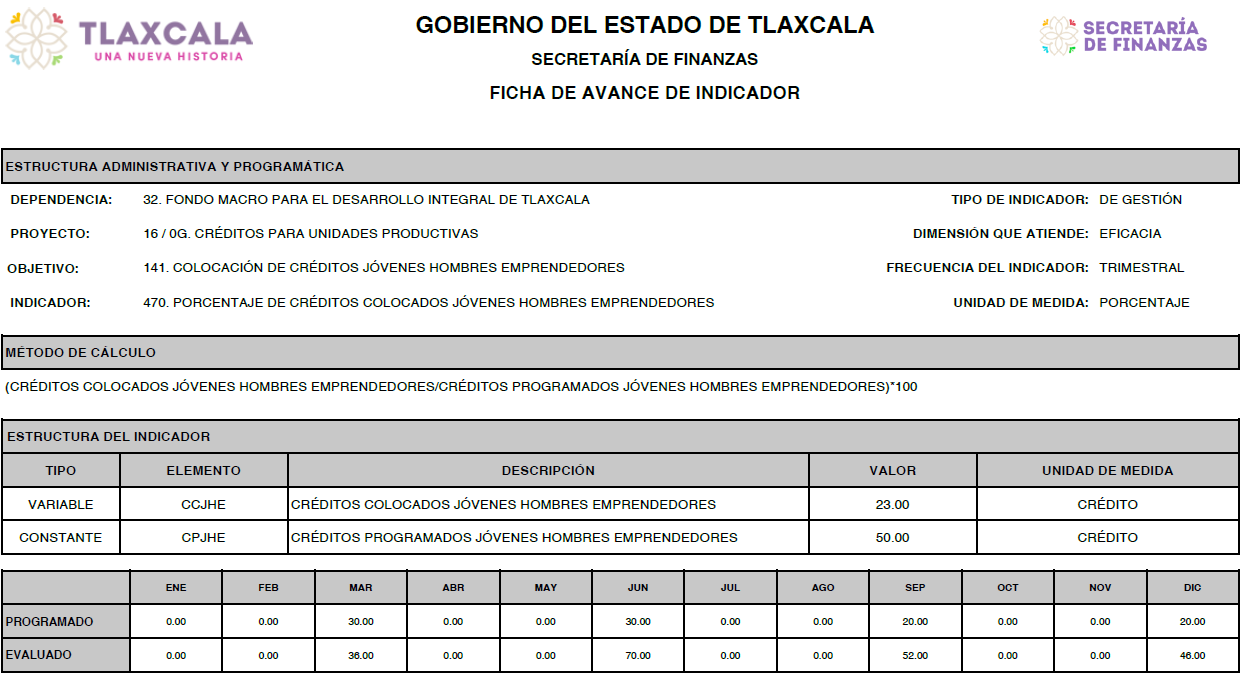 TLAXCALA
UNA NUEVA HISTORIA
GOBIERNO DEL ESTADO DE TLAXCALA
SECRETARÍA DE FINANZAS
FICHA DE AVANCE DE INDICADOR
SECRETARÍA
DE FINANZAS
ESTRUCTURA ADMINISTRATIVA Y PROGRAMÁTICA
DEPENDENCIA: 32. FONDO MACRO PARA EL DESARROLLO INTEGRAL DE TLAXCALA TIPO DE INDICADOR: DE GESTIÓN
PROYECTO: 16 / 0G. CRÉDITOS PARA UNIDADES PRODUCTIVAS DIMENSIÓN QUE ATIENDE: EFICACIA
OBJETIVO: 141. COLOCACIÓN DE CRÉDITOS JÓVENES HOMBRES EMPRENDEDORES FRECUENCIA DEL INDICADOR: TRIMESTRAL
INDICADOR: 470. PORCENTAJE DE CRÉDITOS COLOCADOS JÓVENES HOMBRES EMPRENDEDORES UNIDAD DE MEDIDA: PORCENTAJE
MÉTODO DE CÁLCULO
(CRÉDITOS COLOCADOS JÓVENES HOMBRES EMPRENDEDORES/CRÉDITOS PROGRAMADOS JÓVENES HOMBRES EMPRENDEDORES)*100
ESTRUCTURA DEL INDICADOR
TIPO ELEMENTO DESCRIPCIÓN VALOR UNIDAD DE MEDIDA
VARIABLE CCJHE CRÉDITOS COLOCADOS JÓVENES HOMBRES EMPRENDEDORES 23.00 CRÉDITO
CONSTANTE CPJHE CRÉDITOS PROGRAMADOS JÓVENES HOMBRES EMPRENDEDORES 50.00 CRÉDITO
ENE FEB MAR ABR MAY JUN JUL AGO SEP OCT NOV DIC
PROGRAMADO 0.00 0.00 30.00 0.00 0.00 30.00 0.00 0.00 20.00 0.00 0.00 20.00
EVALUADO 0.00 0.00 36.00 0.00 0.00 70.00 0.00 0.00 52.00 0.00 0.00 46.00